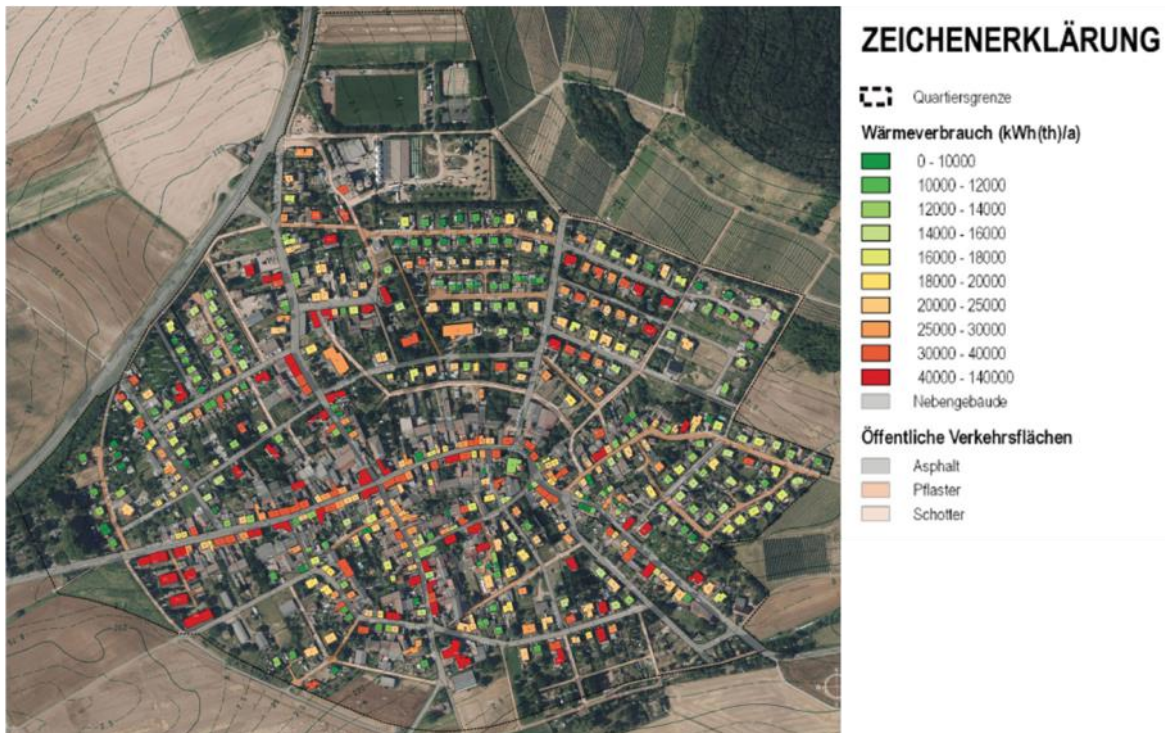 ZEICHENERKLÄRUNG
Quartiersgrenze
Wärmeverbrauch (kWh(th)/a)
0 - 10000
10000 - 12000
12000 - 14000
14000 - 16000
16000 - 18000
18000 - 20000
20000 - 25000
25000 - 30000
30000 - 40000
40000 - 140000
Nebengebäude
Öffentliche Verkehrsflächen
Asphalt
Pflaster
Schotter